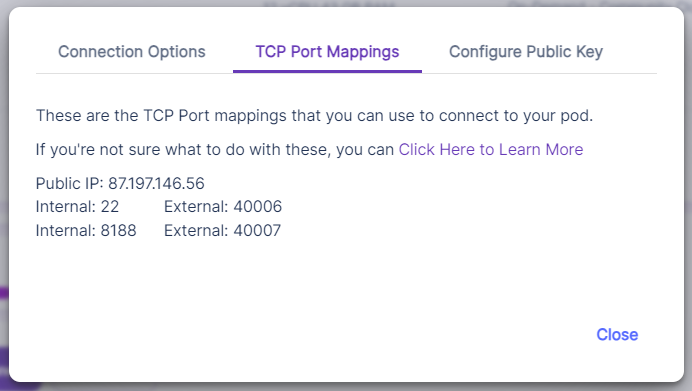 Connection Options TCP Port Mappings Configure Public Key
These are the TCP Port mappings that you can use to connect to your pod.
If you're not sure what to do with these, you can Click Here to Learn More
Public IP: 87.197.146.56
Internal: 22 External: 40006
Internal: 8188 External: 40007
Close